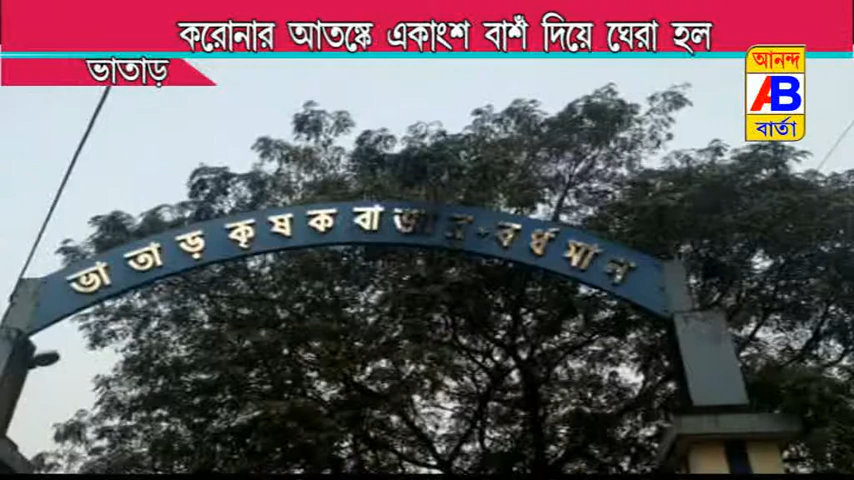 করোনার আতঙ্কে একাংশ বাশঁ দিয়ে ঘেরা হল
ভাতাড়
আনন্দ
AB
বার্তা
ভাতাড় কৃষক বাজার - বর্ধমান